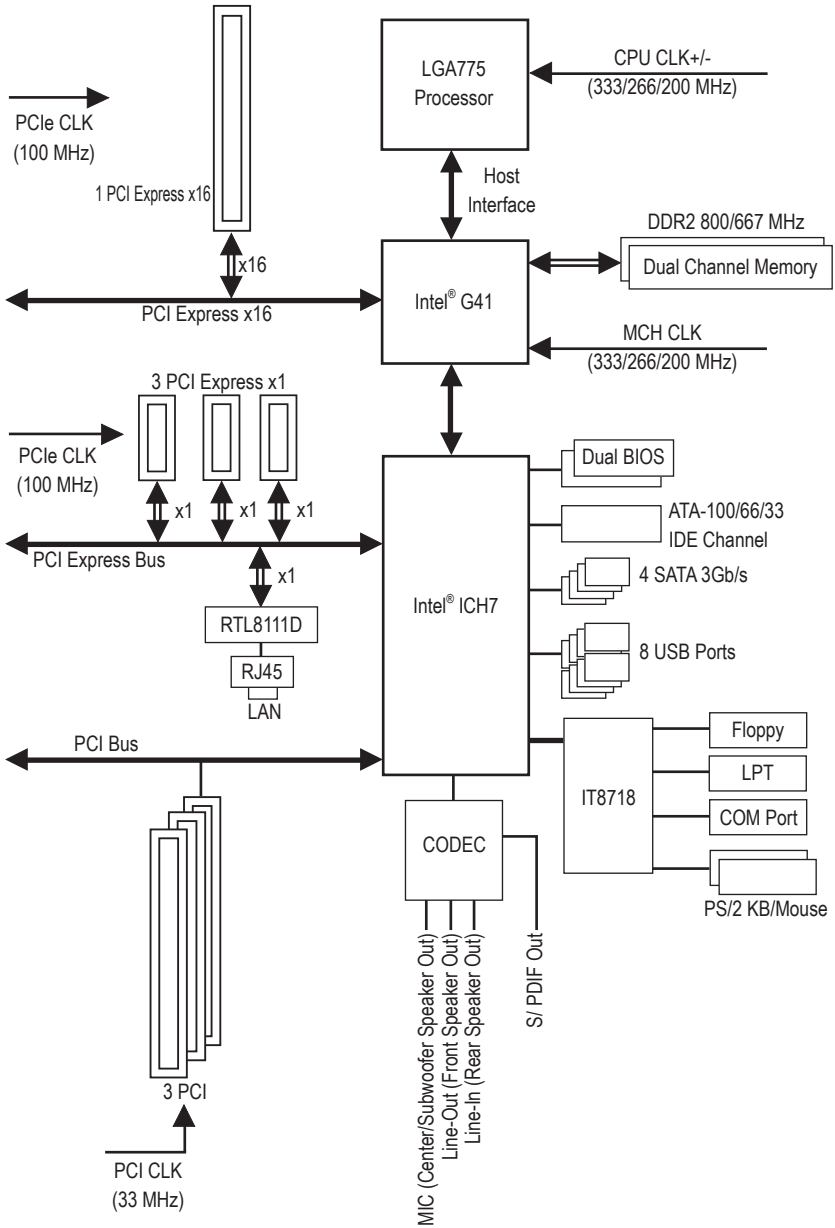 LGA775
Processor
CPU CLK+/-
(333/266/200 MHz)
PCIe CLK
(100 MHz)
1 PCI Express x16
Host
Interface
DDR2 800/667 MHz
Dual Channel Memory
x16
Intel® G41
PCI Express x16
MCH CLK
(333/266/200 MHz)
3 PCI Express x1
PCIe CLK
(100 MHz)
x1
x1
x1
PCI Express Bus
x1
RTL8111D
RJ45
LAN
Intel® ICH7
Dual BIOS
ATA-100/66/33
IDE Channel
4 SATA 3Gb/s
8 USB Ports
PCI Bus
IT8718
Floppy
LPT
COM Port
PS/2 KB/Mouse
CODEC
MIC (Center/Subwoofer Speaker Out)
Line-Out (Front Speaker Out)
Line-In (Rear Speaker Out)
S/ PDIF Out
3 PCI
PCI CLK
(33 MHz)